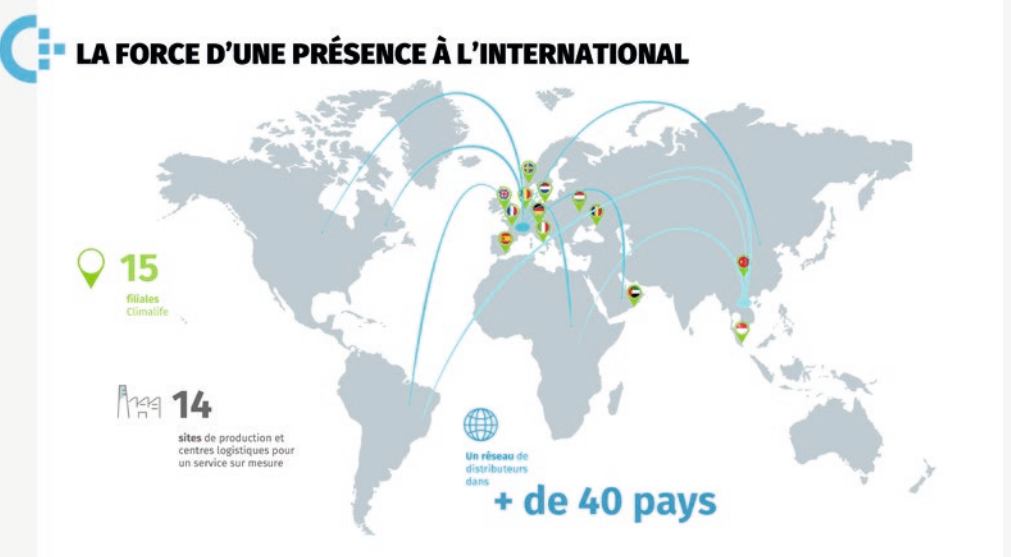 LA FORCE D’UNE PRÉSENCE À L’INTERNATIONAL
15
filiales
Climalife
14
sites de production et
centres logistiques pour
un service sur mesure
Un réseau de
distributeurs
dans
+ de 40 pays